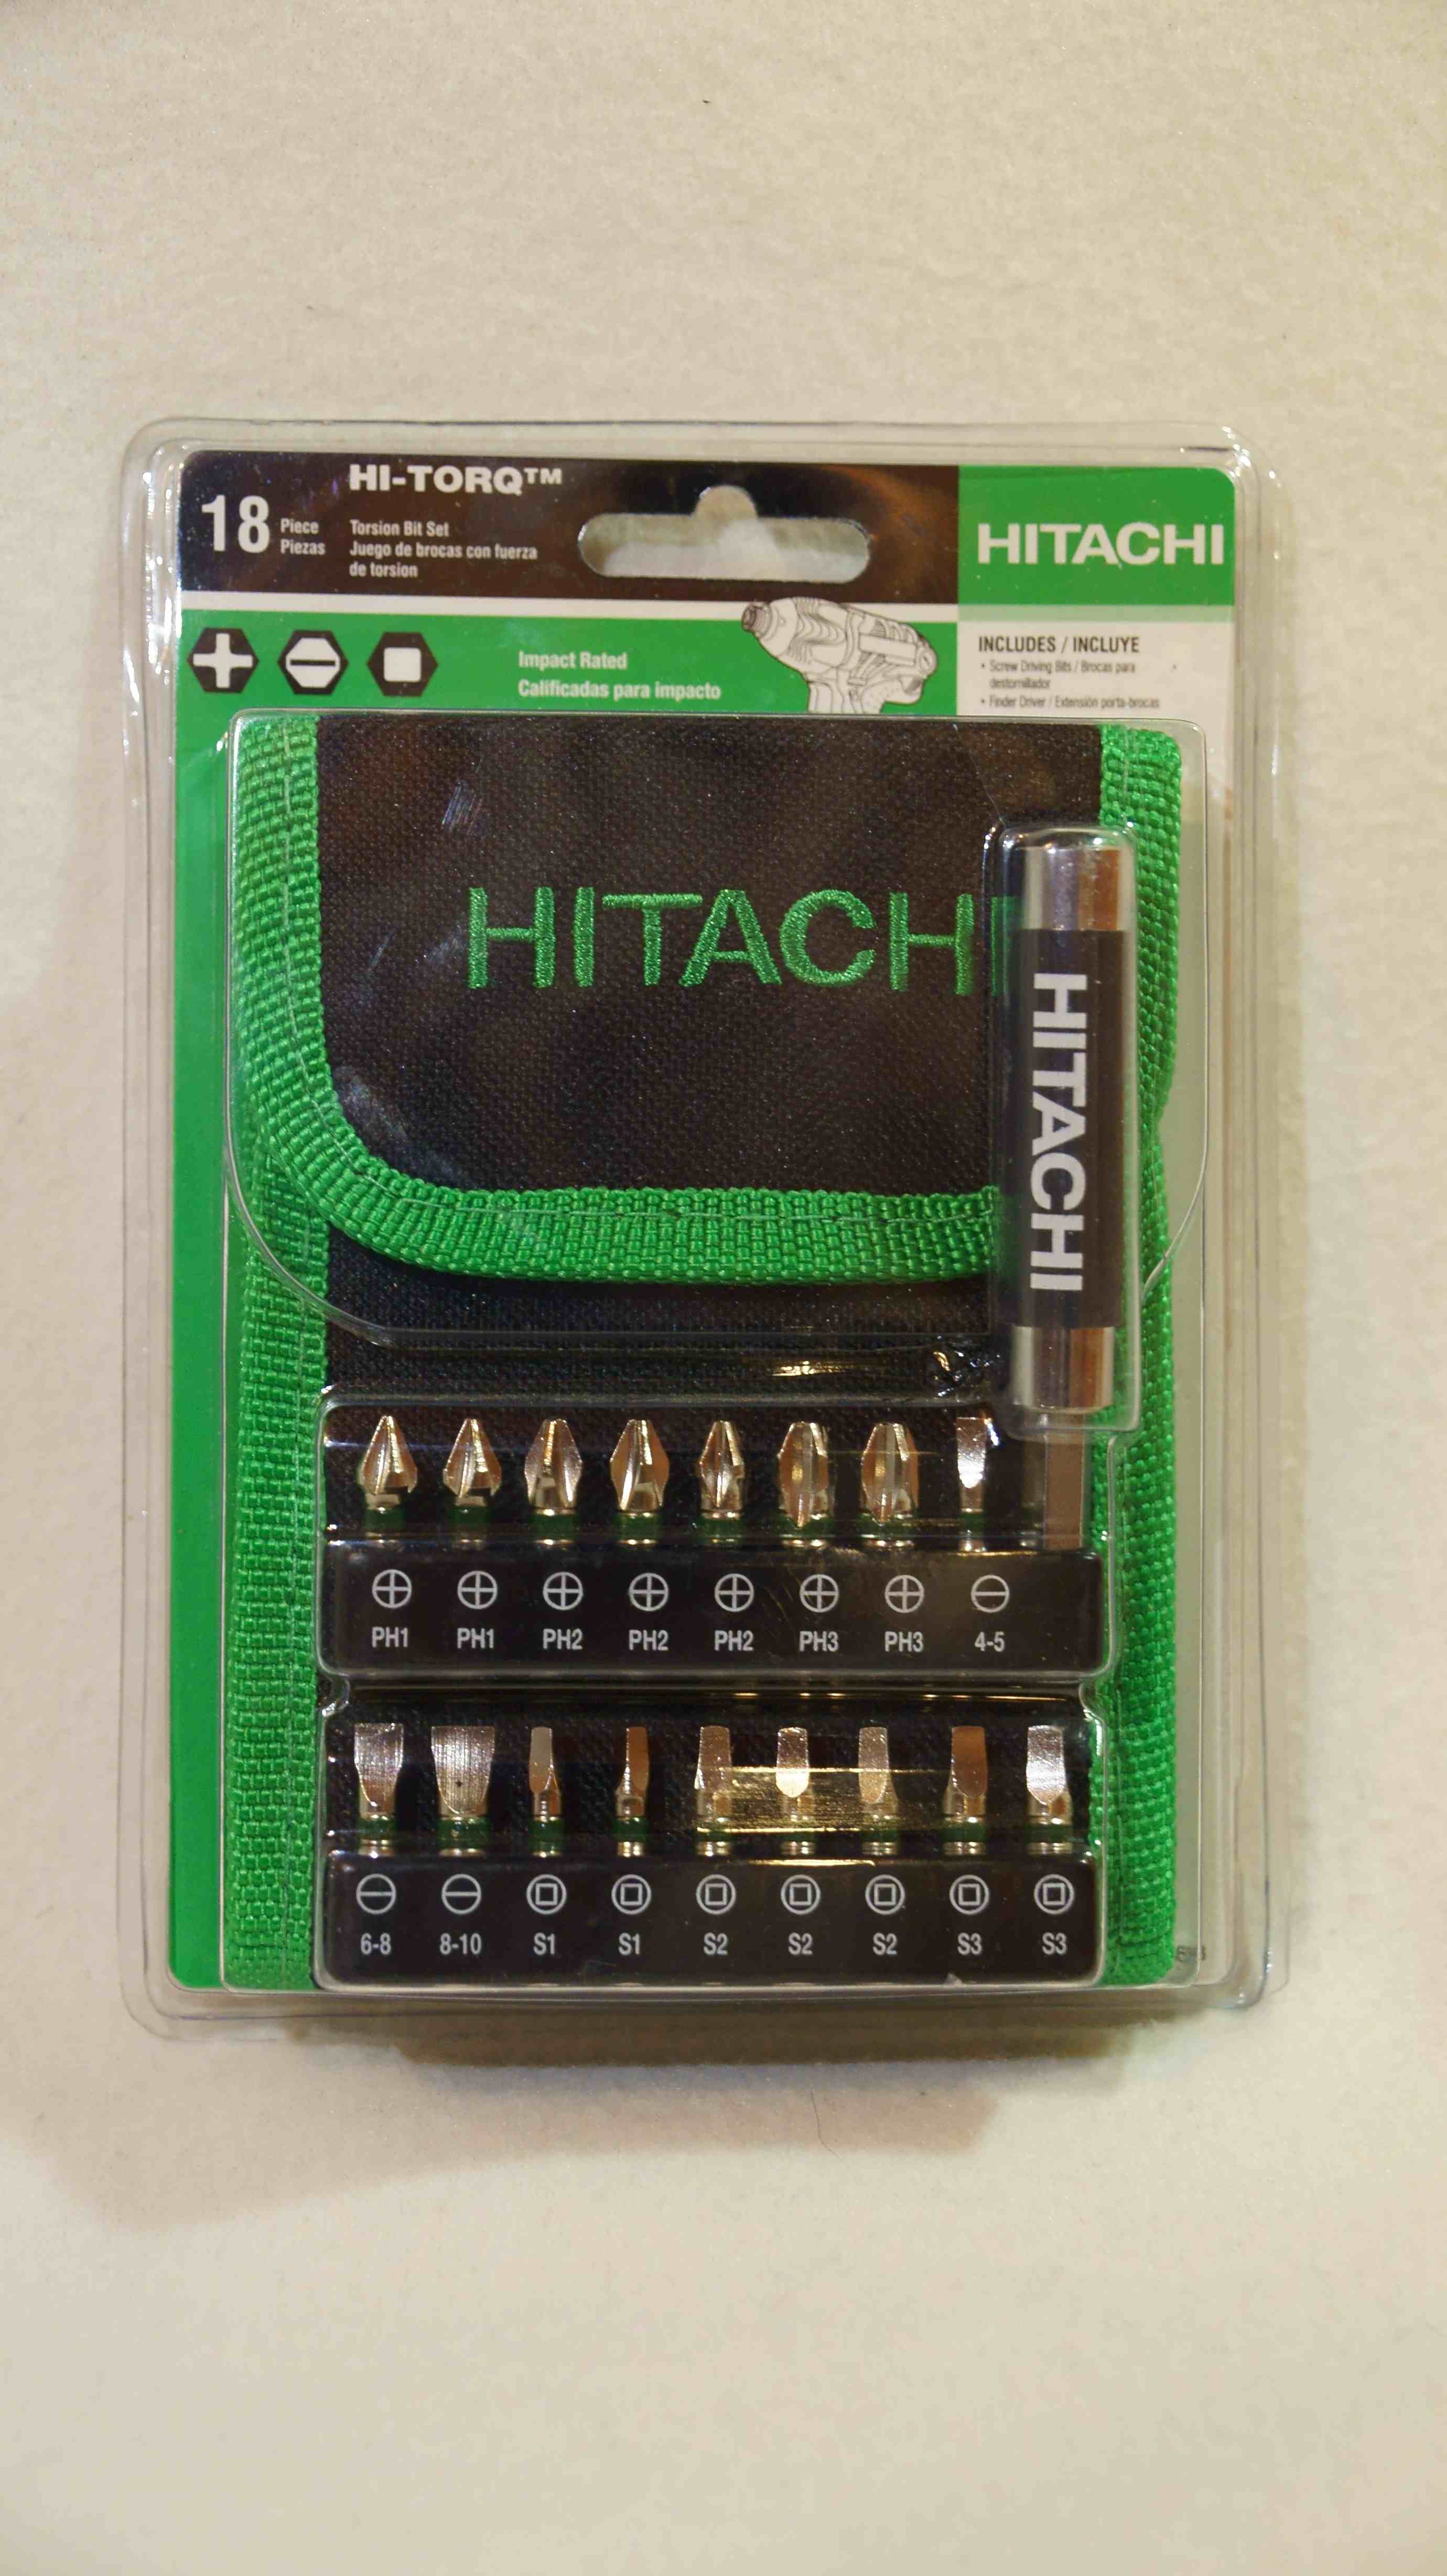 18 Piece
Piezas
HI-TORQ™
Torsion Bit Set
Juego de brocas con fuerza
de torsion
HITACHI
Impact Rated
Calificadas para impacto
INCLUDES / INCLUYE
• Screw Driving Bits / Brocas para
destornillador
• Finder Driver / Extensión porta-brocas
HITACHI
HITACHI
PH1 PH1 PH2 PH2 PH2 PH3 PH3 4-5
6-8 8-10 S1 S1 S2 S2 S2 S3 S3